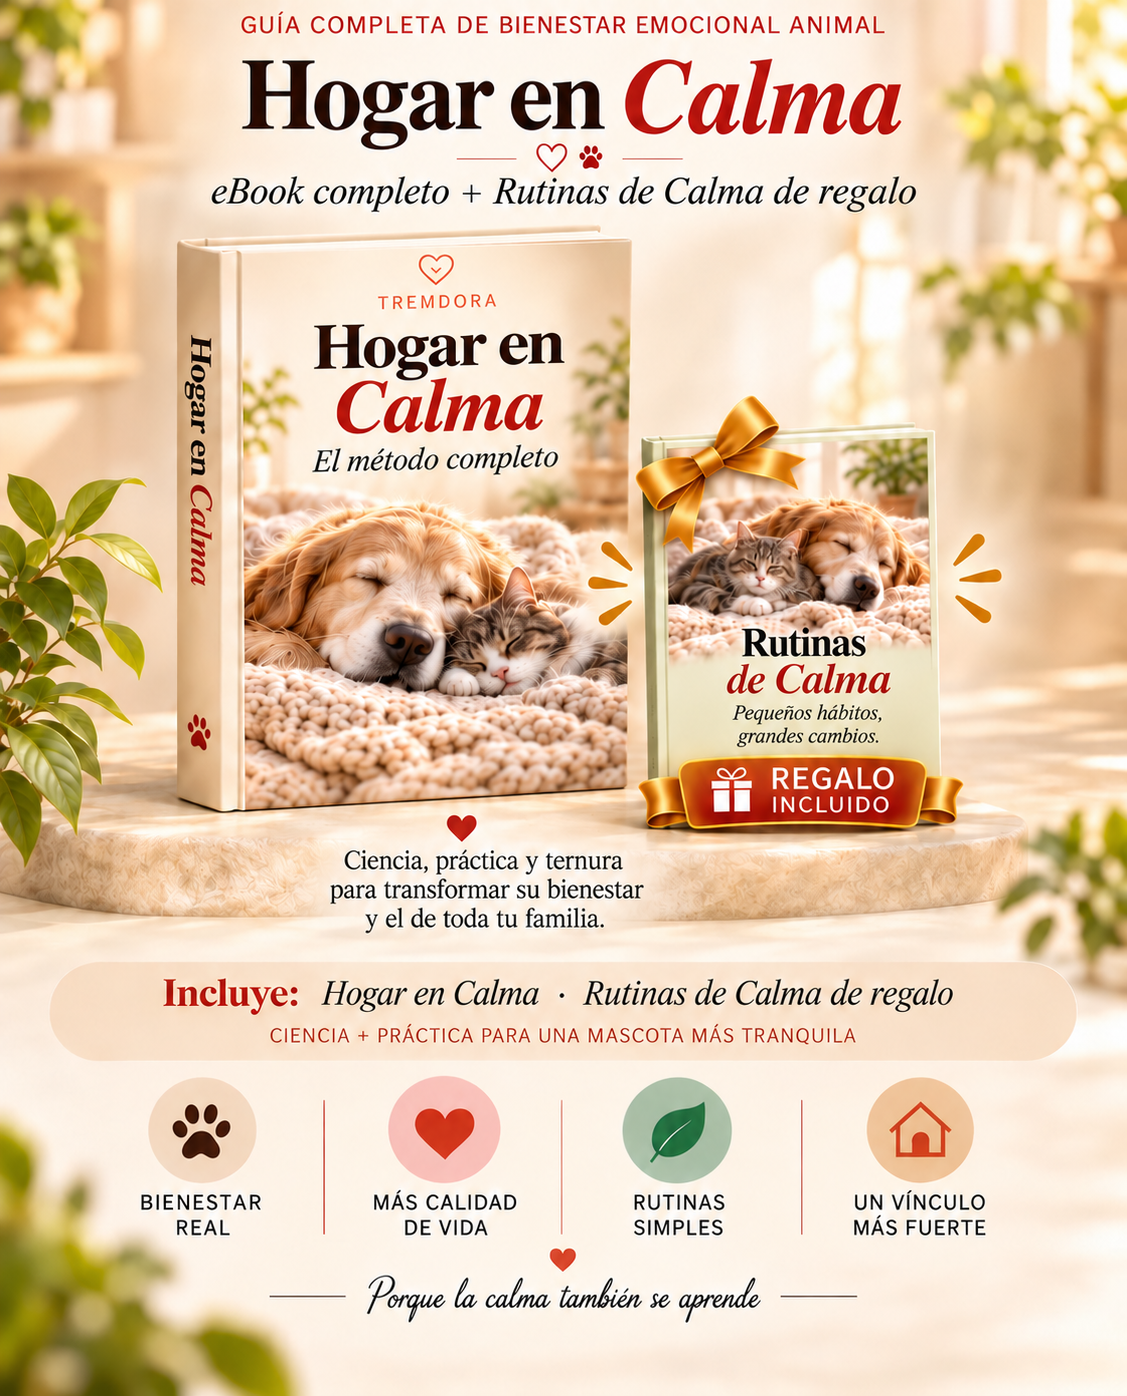 GUÍA COMPLETA DE BIENESTAR EMOCIONAL ANIMAL
Hogar en Calma
eBook completo + Rutinas de Calma de regalo
TREMDORA
Hogar en
Calma
El método completo
Hogar en Calma
Rutinas
de Calma
Pequeños hábitos,
grandes cambios.
REGALO
INCLUIDO
Ciencia, práctica y ternura
para transformar su bienestar
y el de toda tu familia.
Incluye: Hogar en Calma · Rutinas de Calma de regalo
CIENCIA + PRÁCTICA PARA UNA MASCOTA MÁS TRANQUILA
BIENESTAR
REAL
MÁS CALIDAD
DE VIDA
RUTINAS
SIMPLES
UN VÍNCULO
MÁS FUERTE
Porque la calma también se aprende